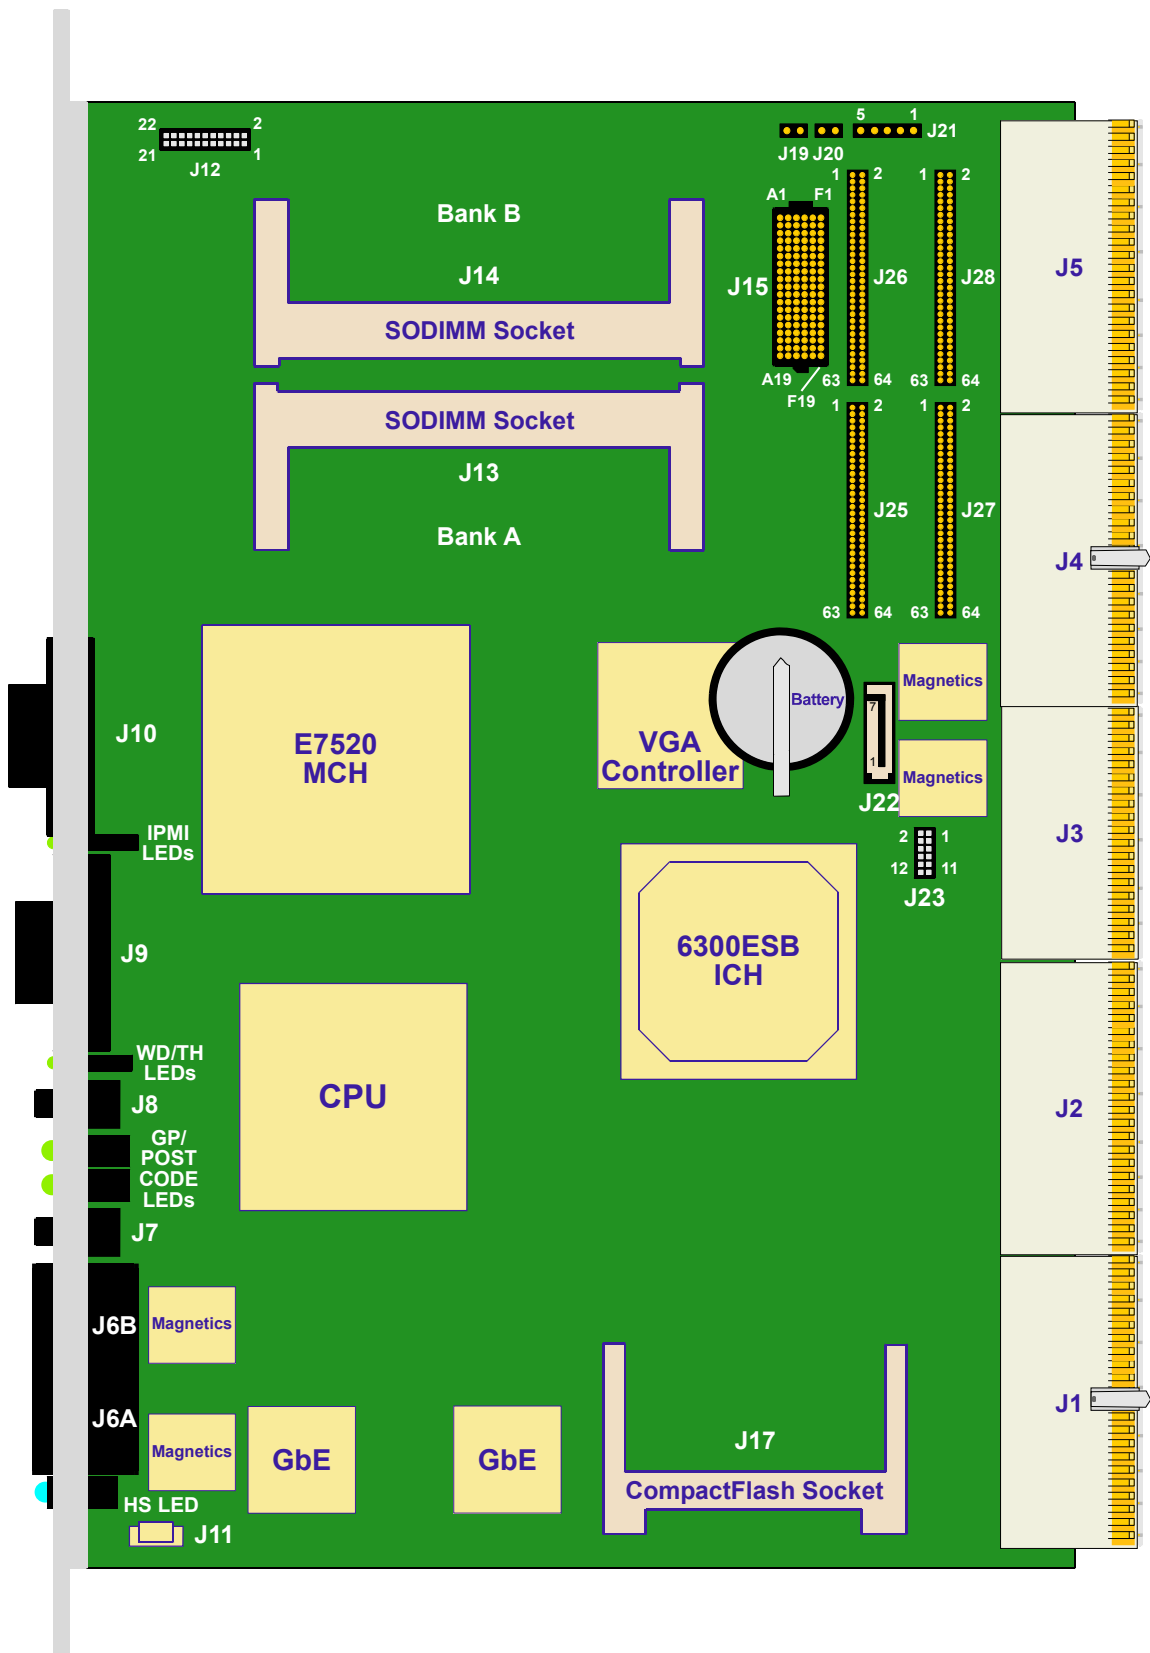 22
2
21
1
J12
5
1
J21
J19
J20
1
2
1
2
A1
F1
J15
J26
J28
A19
F19
63
64
63
64
Bank B
J14
SODIMM Socket
SODIMM Socket
J13
Bank A
1
2
1
2
J25
J27
63
64
63
64
J5
J4
J10
E7520
MCH
VGA
Controller
Battery
7
1
J22
Magnetics
Magnetics
IPMI
LEDs
2
1
12
11
J23
J3
J9
6300ESB
ICH
WD/TH
LEDs
J8
CPU
J2
GP/
POST
CODE
LEDs
J7
J6B
Magnetics
J6A
Magnetics
GbE
GbE
J17
CompactFlash Socket
J1
HS LED
J11